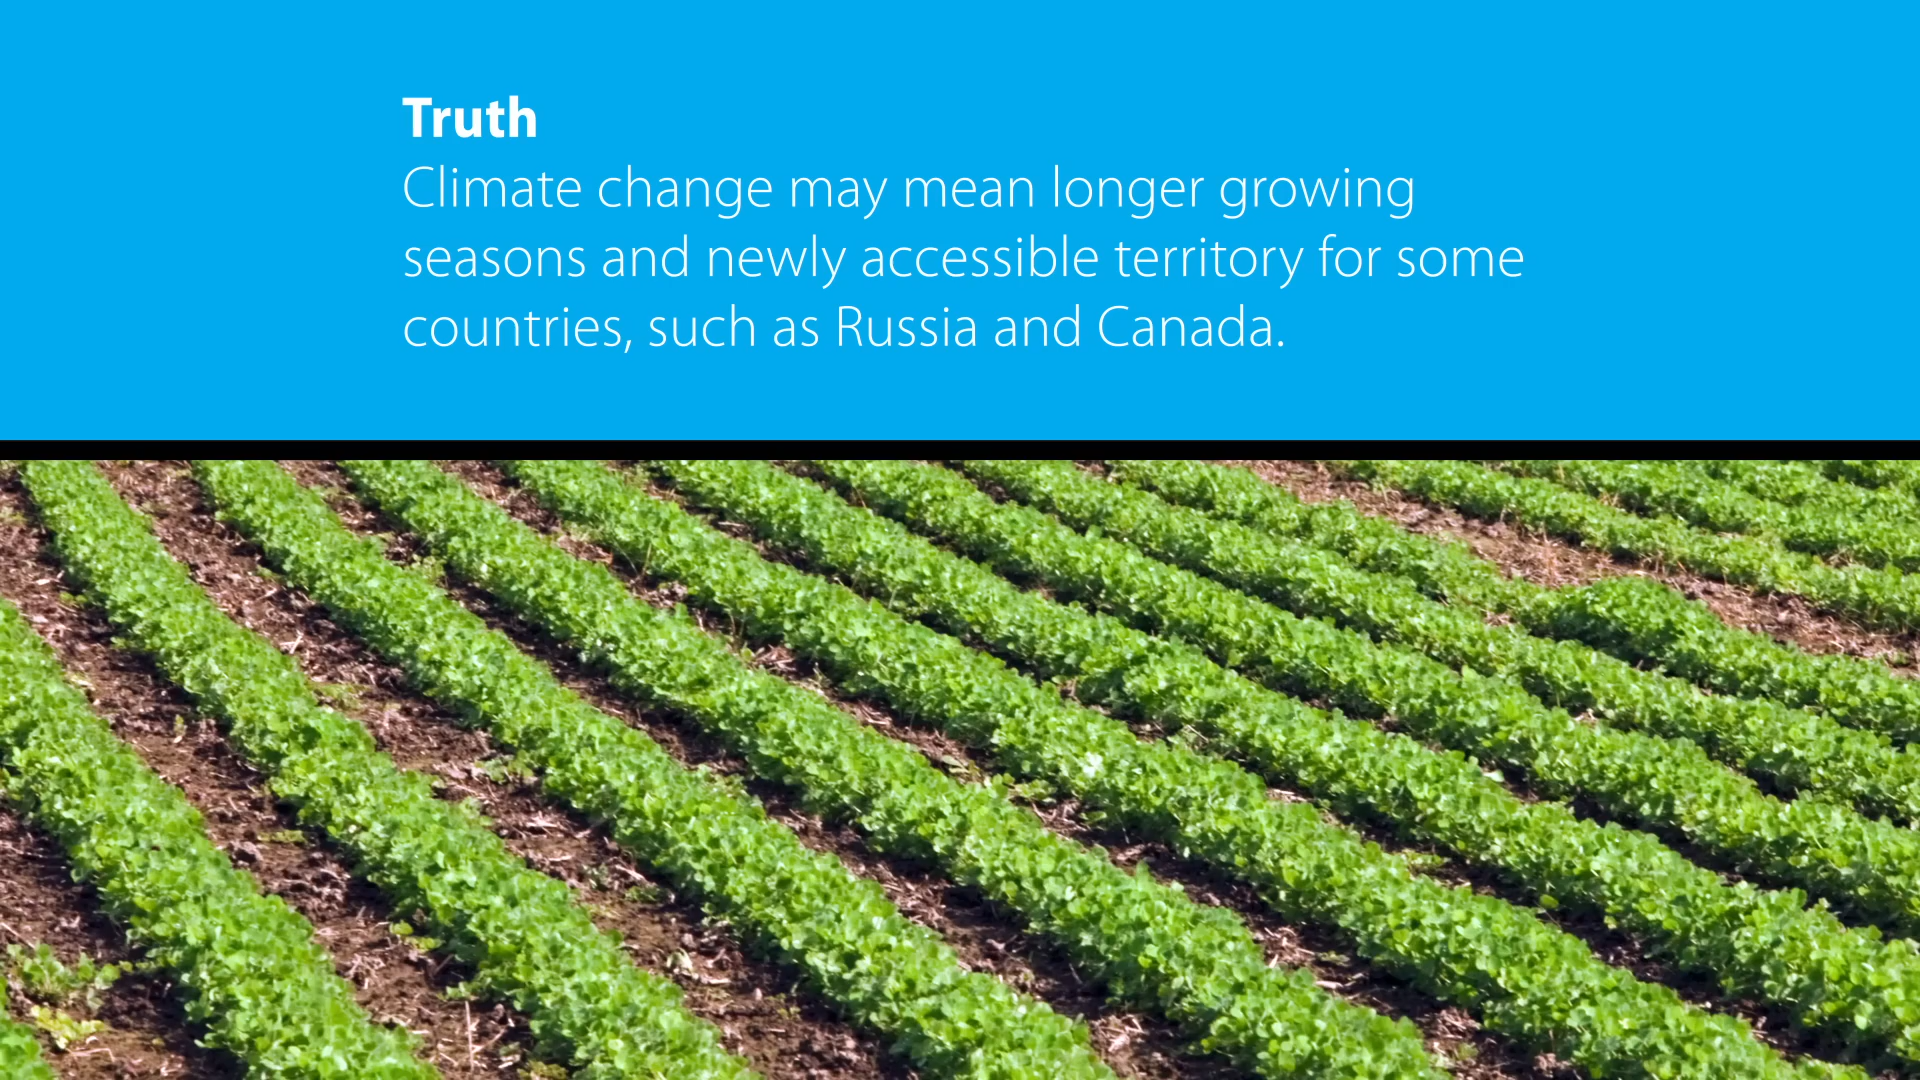 Truth
Climate change may mean longer growing
seasons and newly accessible territory for some
countries, such as Russia and Canada.